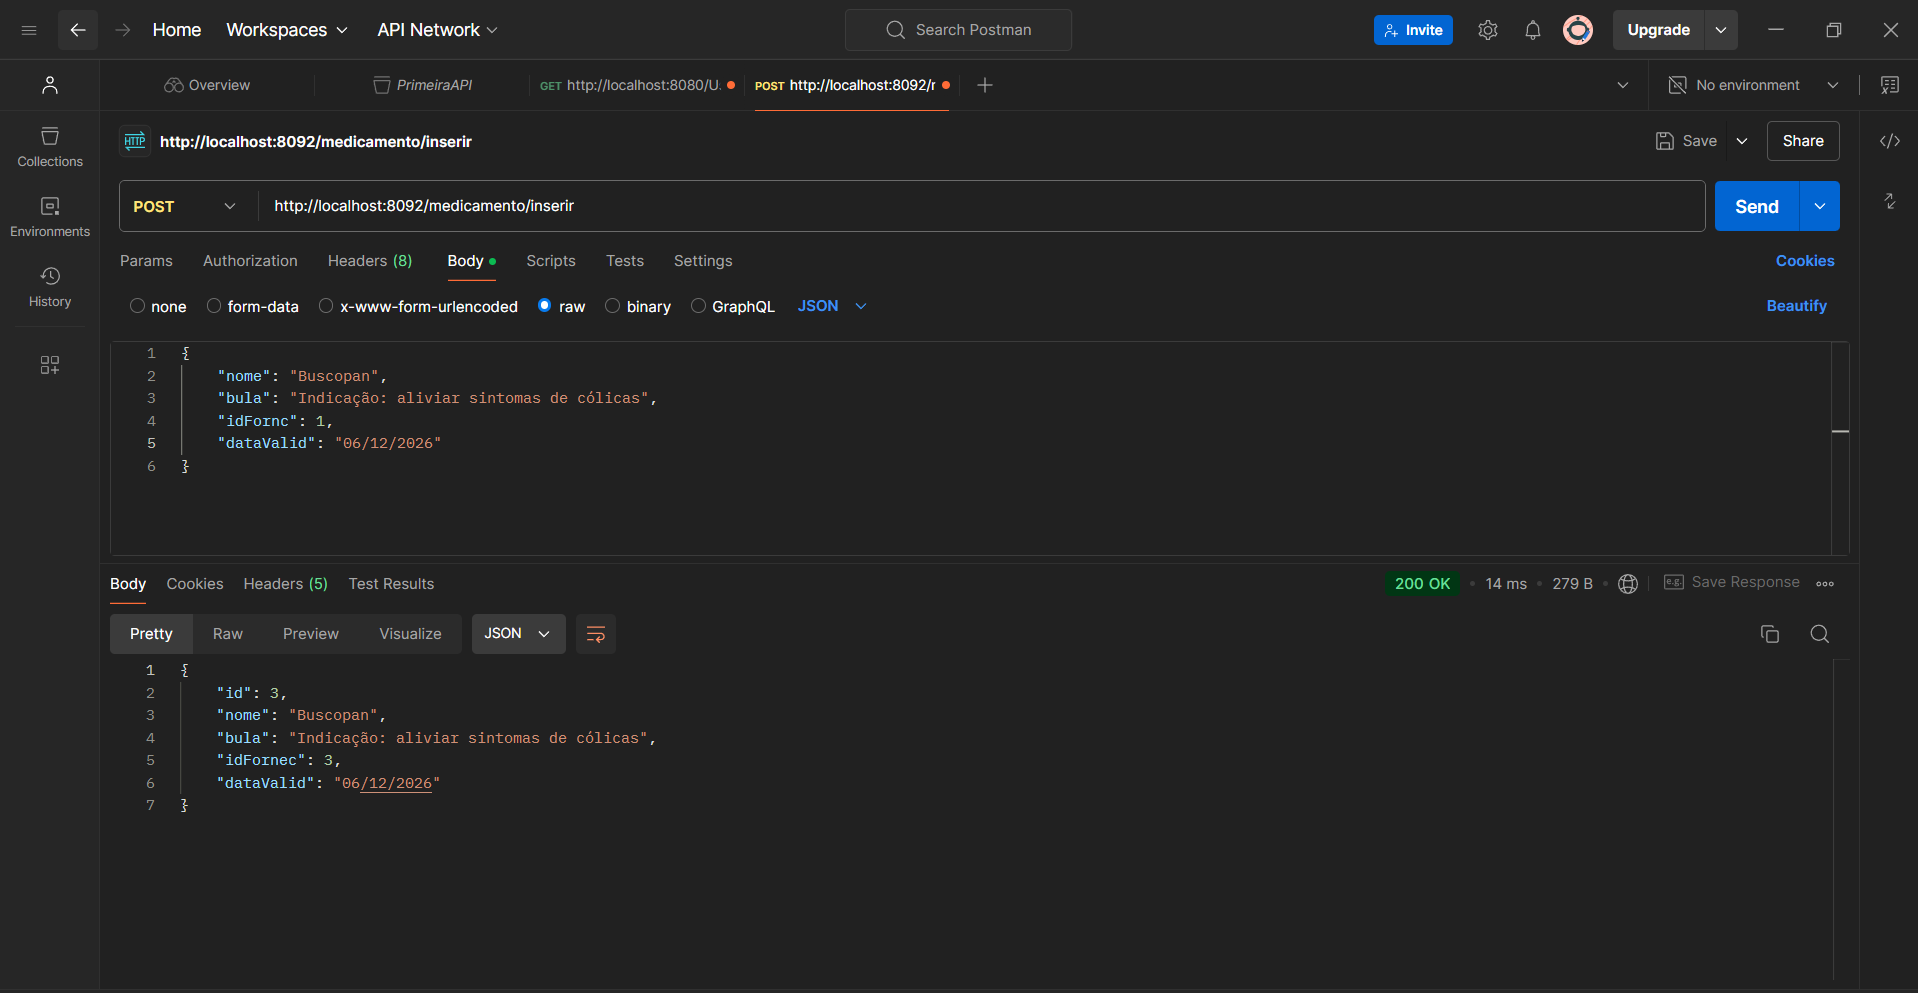 Home Workspaces API Network Search Postman Invite Upgrade
Overview PrimeiraAPI GET http://localhost:8080/U. POST http://localhost:8092/r No environment
HTTP http://localhost:8092/medicamento/inserir Save Share
Collections
Environments
History
POST http://localhost:8092/medicamento/inserir Send
Params Authorization Headers (8) Body Scripts Tests Settings Cookies
none form-data x-www-form-urlencoded raw binary GraphQL JSON Beautify
1 {
2 "nome": "Buscopan",
3 "bula": "Indicação: aliviar sintomas de cólicas",
4 "idFornc": 1,
5 "dataValid": "06/12/2026"
6 }
Body Cookies Headers (5) Test Results 200 OK 14 ms 279 B e.g. Save Response
Pretty Raw Preview Visualize JSON
1 {
2 "id": 3,
3 "nome": "Buscopan",
4 "bula": "Indicação: aliviar sintomas de cólicas",
5 "idFornec": 3,
6 "dataValid": "06/12/2026"
7 }